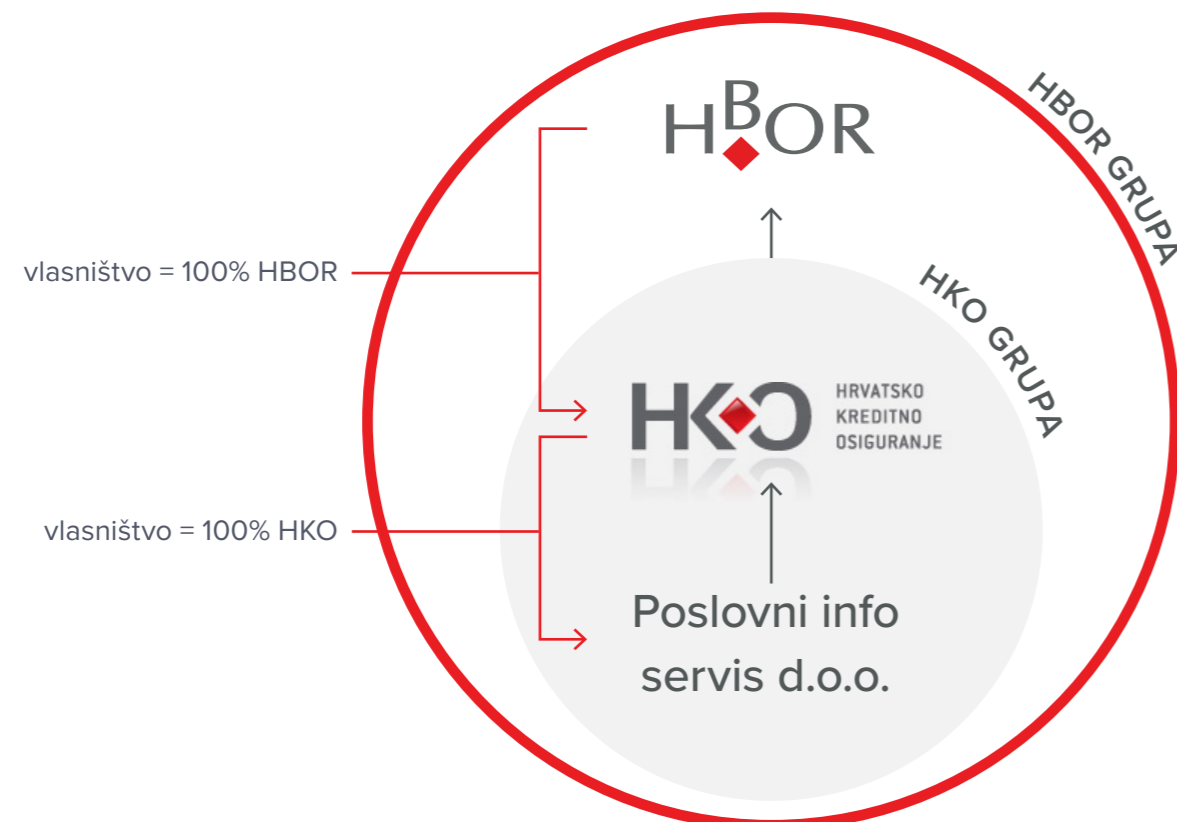 HBOR
HBOR GRUPA
vlasništvo = 100% HBOR
HKO GRUPA
HKO
HRVATSKO
KREDITNO
OSIGURANJE
vlasništvo = 100% HKO
Poslovni info
servis d.o.o.